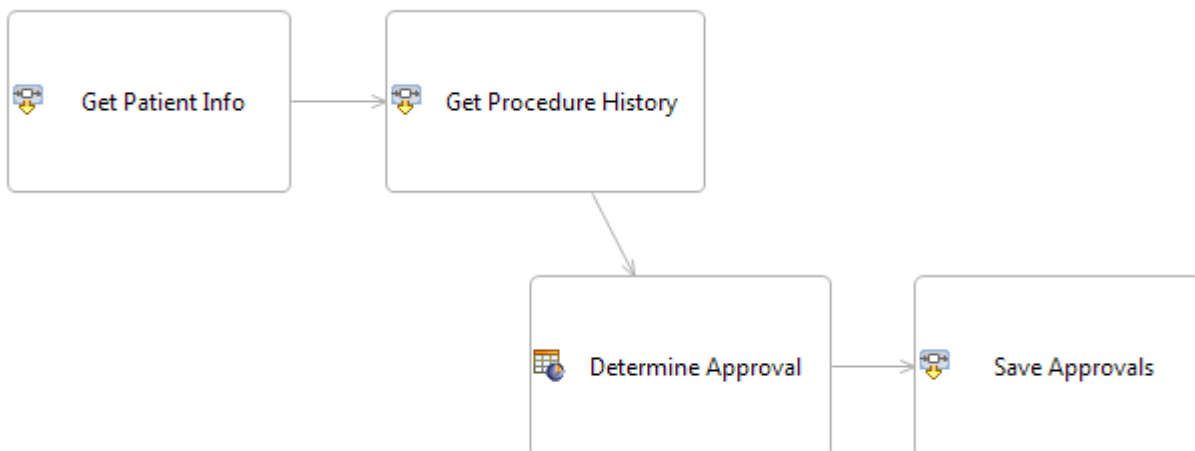 Get Patient Info
Get Procedure History
Determine Approval
Save Approvals